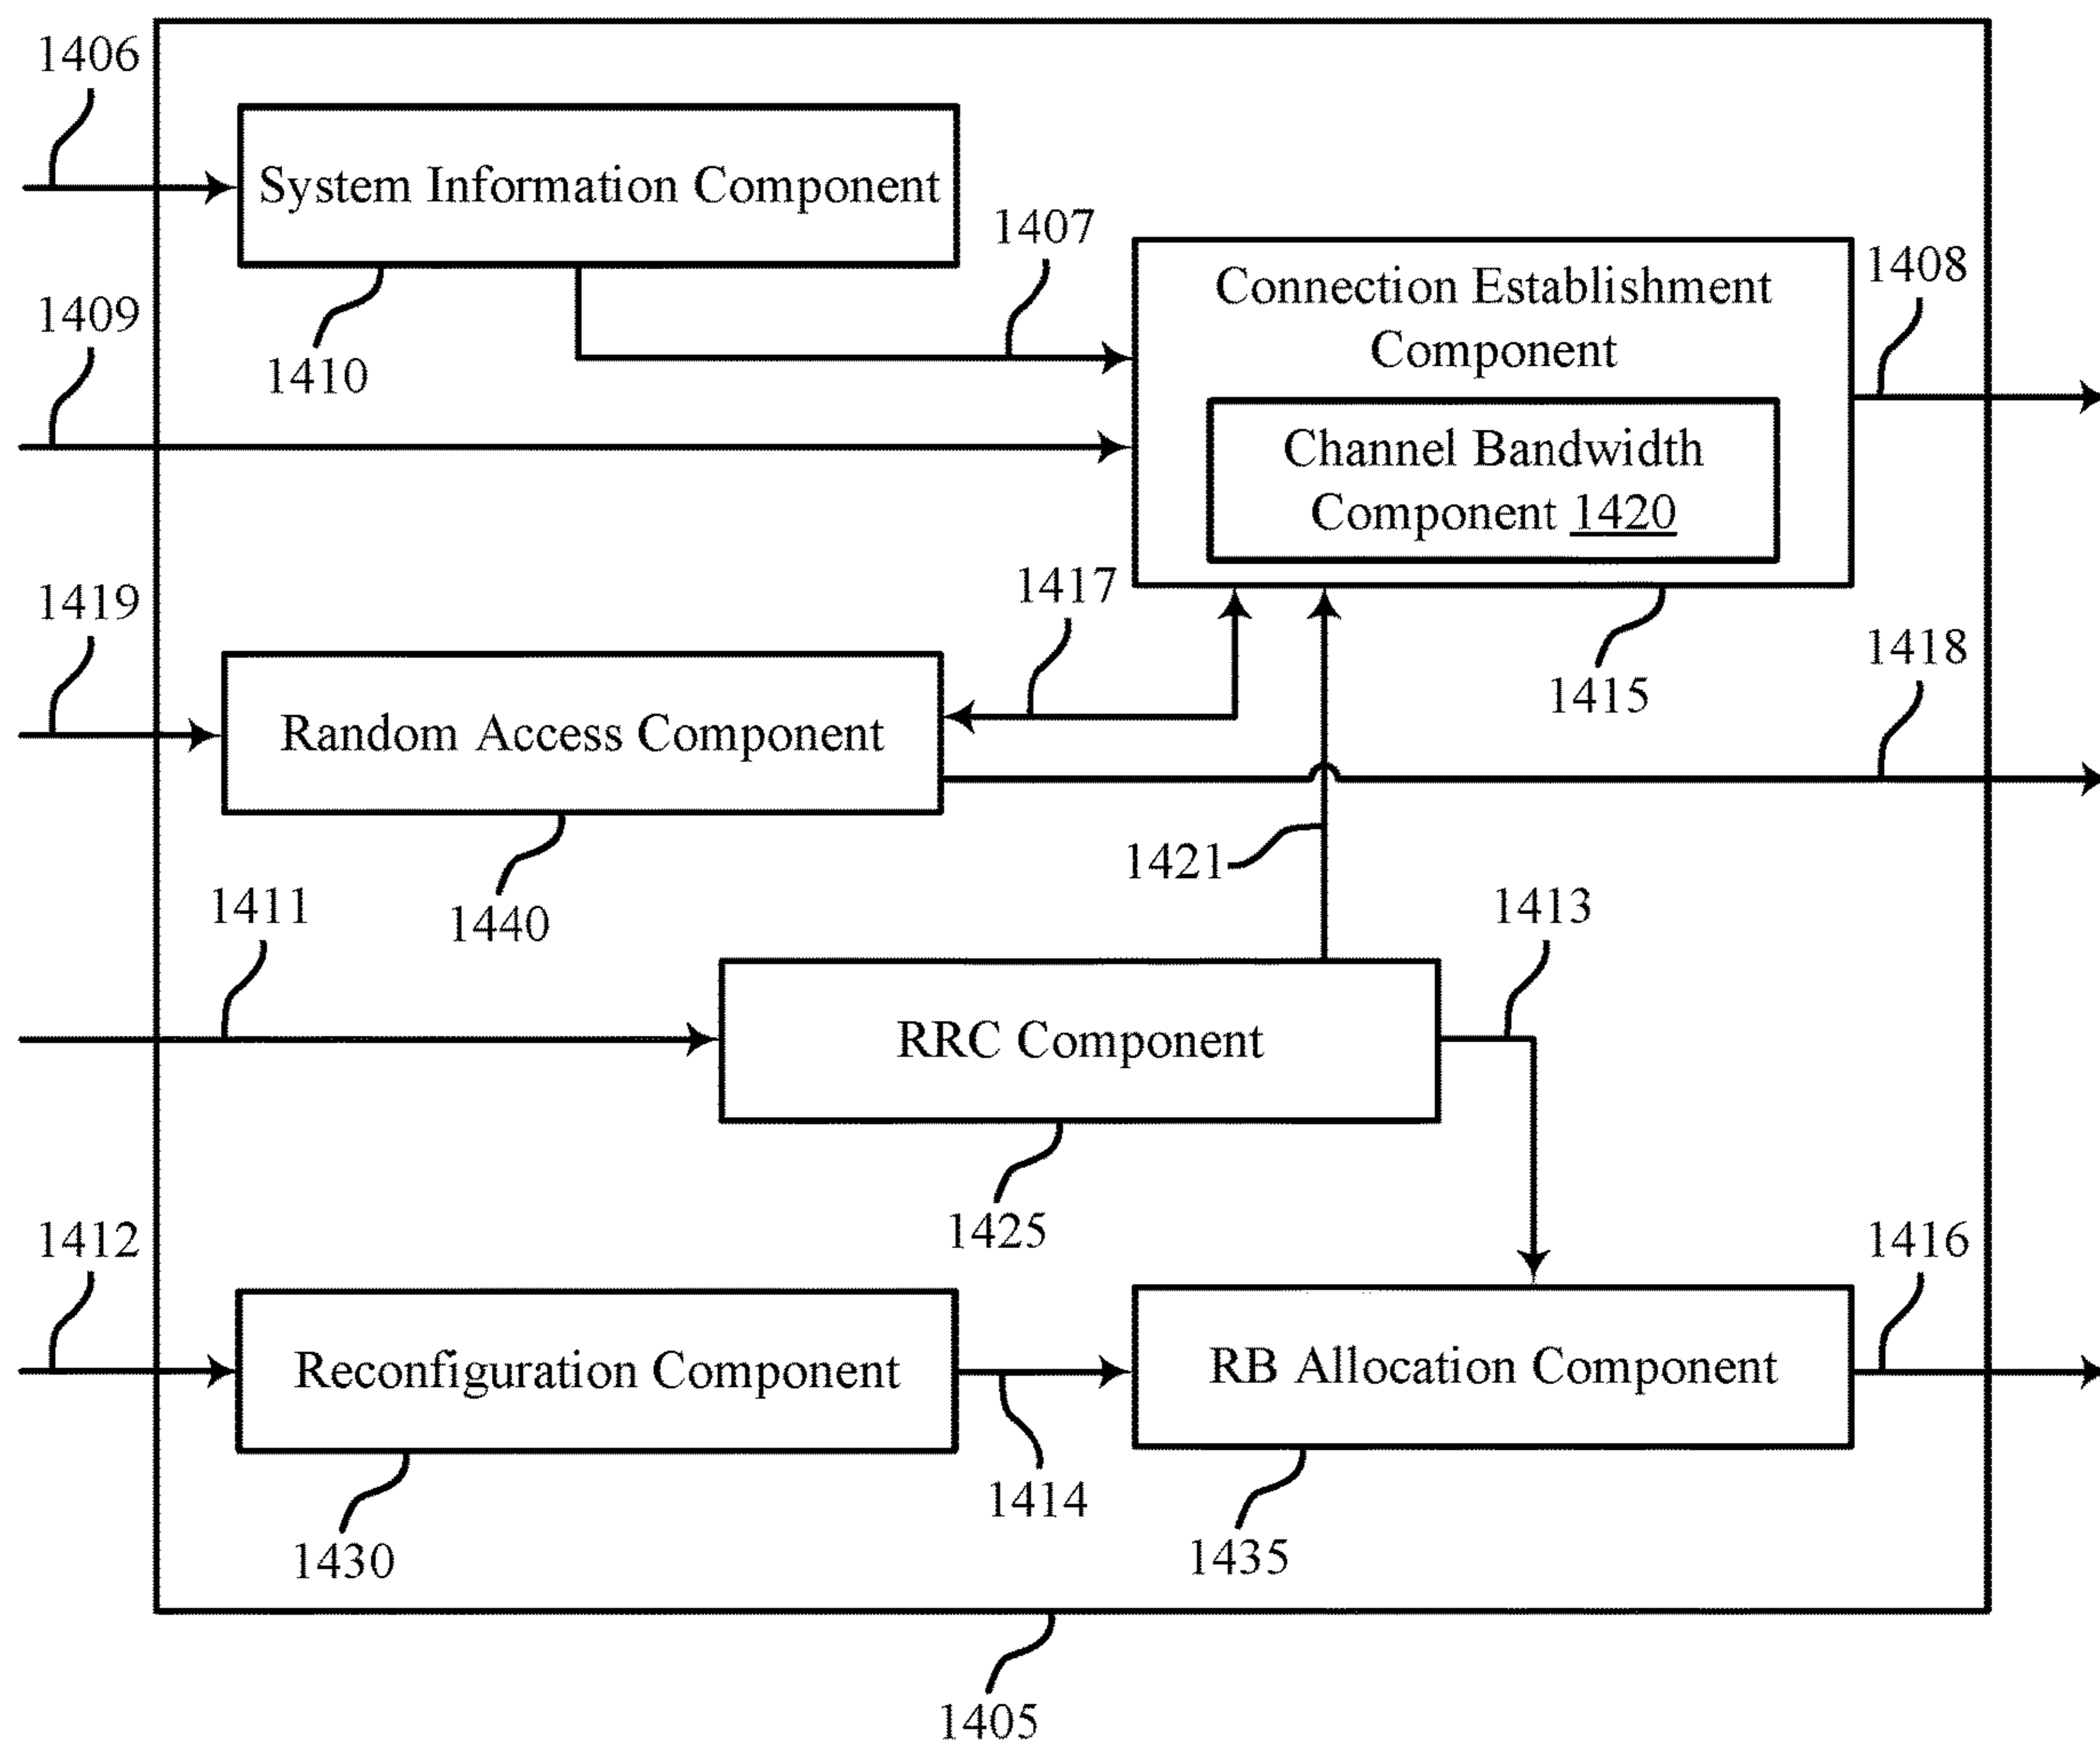 1406
System Information Component
1407
1410
1409
Connection Establishment
Component
1408
Channel Bandwidth
Component 1420
1417
1415
1419
Random Access Component
1418
1440
1421
1411
1413
RRC Component
1425
1412
1416
Reconfiguration Component
RB Allocation Component
1414
1430
1435
1405